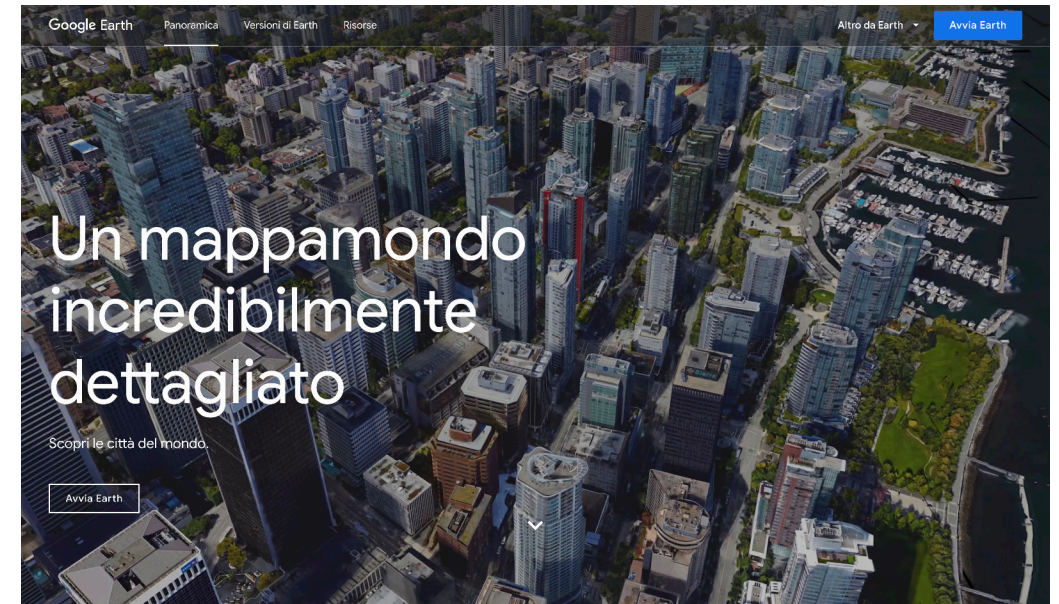 Google Earth Panoramica Versioni di Earth Risorse Altro da Earth Avvia Earth
Un mappamondo
incredibilmente
dettagliato
Scopri le città del mondo.
Avvia Earth